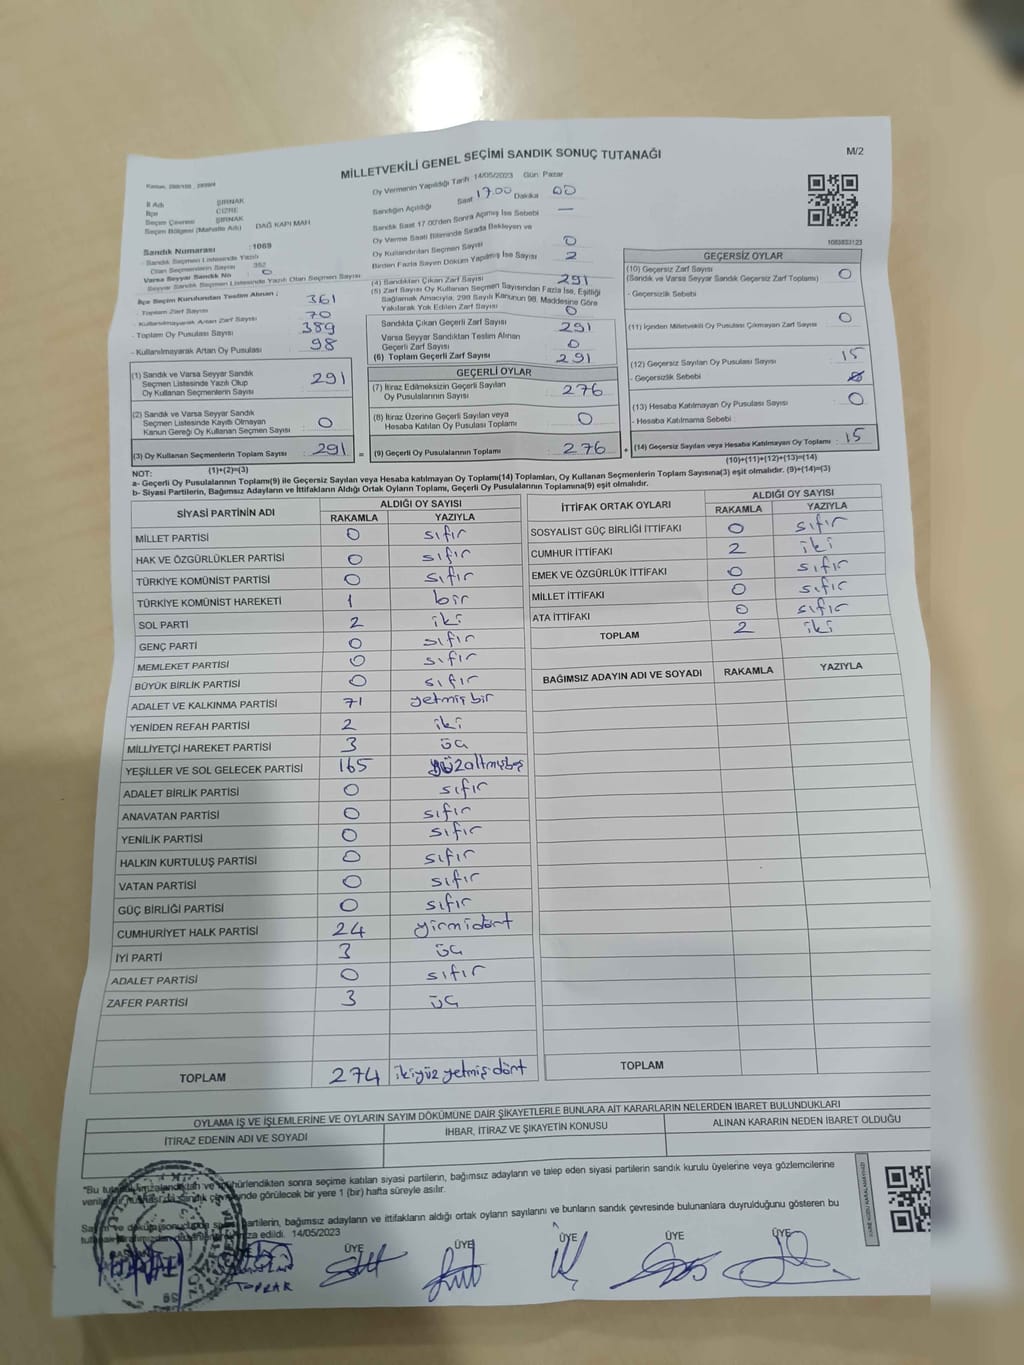 MİLLETVEKİLİ GENEL SEÇİMİ SANDIK SONUÇ TUTANAĞI
M/2
Oy Vermenin Yapıldığı Tarih 14/05/2023 Gün Pazar
İl Adı ŞIRNAK
İlçe CİZRE
Seçim Çevresi ŞIRNAK
Seçim Bölgesi (Mahalle Adı) DAĞ KAPI MAH
Sandık Numarası : 1069
- Sandık Seçmen Listesinde Yazılı
Olan Seçmenlerin Sayısı 352
Varsa Seyyar Sandık No 0
Seyyar Sandık Seçmen Listesinde Yazılı Olan Seçmen Sayısı
İlçe Seçim Kurulundan Teslim Alınan ;
- Toplam Zarf Sayısı 361
- Kullanılmayarak Artan Zarf Sayısı 70
- Toplam Oy Pusulası Sayısı 389
- Kullanılmayarak Artan Oy Pusulası 98
(1) Sandık ve Varsa Seyyar Sandık
Seçmen Listesinde Yazılı Olup
Oy Kullanan Seçmenlerin Sayısı 291
(2) Sandık ve Varsa Seyyar Sandık
Seçmen Listesinde Kayıtlı Olmayan
Kanun Gereği Oy Kullanan Seçmen Sayısı 0
(3) Oy Kullanan Seçmenlerin Toplam Sayısı 291
Sandığın Açıldığı Saat 17.00 Dakika 00
Sandık Saat 17.00'den Sonra Açılmış İse Sebebi —
Oy Verme Saati Bitiminde Sırada Bekleyen ve
Oy Kullandırılan Seçmen Sayısı 0
Birden Fazla Sayım Döküm Yapılmış İse Sayısı 2
(4) Sandıktan Çıkan Zarf Sayısı 291
(5) Zarf Sayısı Oy Kullanan Seçmen Sayısından Fazla İse, Eşitliği
Sağlamak Amacıyla, 298 Sayılı Kanunun 98. Maddesine Göre
Yakılarak Yok Edilen Zarf Sayısı 0
Sandıkta Çıkan Geçerli Zarf Sayısı 291
Varsa Seyyar Sandıktan Teslim Alınan
Geçerli Zarf Sayısı 0
(6) Toplam Geçerli Zarf Sayısı 291
GEÇERLİ OYLAR
(7) İtiraz Edilmeksizin Geçerli Sayılan
Oy Pusulalarının Sayısı 276
(8) İtiraz Üzerine Geçerli Sayılan veya
Hesaba Katılan Oy Pusulası Toplamı 0
= (9) Geçerli Oy Pusulalarının Toplamı 276
1083833123
GEÇERSİZ OYLAR
(10) Geçersiz Zarf Sayısı 0
(Sandık ve Varsa Seyyar Sandık Geçersiz Zarf Toplamı)
- Geçersizlik Sebebi
(11) İçinden Milletvekili Oy Pusulası Çıkmayan Zarf Sayısı 0
(12) Geçersiz Sayılan Oy Pusulası Sayısı 15
- Geçersizlik Sebebi
(13) Hesaba Katılmayan Oy Pusulası Sayısı 0
- Hesaba Katılmama Sebebi
+ (14) Geçersiz Sayılan veya Hesaba Katılmayan Oy Toplamı 15
NOT: (1)+(2)=(3)
(10)+(11)+(12)+(13)=(14)
a- Geçerli Oy Pusulalarının Toplamı(9) ile Geçersiz Sayılan veya Hesaba katılmayan Oy Toplamı(14) Toplamları, Oy Kullanan Seçmenlerin Toplam Sayısına(3) eşit olmalıdır. (9)+(14)=(3)
b- Siyasi Partilerin, Bağımsız Adayların ve İttifakların Aldığı Ortak Oyların Toplamı, Geçerli Oy Pusulalarının Toplamına(9) eşit olmalıdır.
SİYASİ PARTİNİN ADI ALDIĞI OY SAYISI
RAKAMLA YAZIYLA
MİLLET PARTİSİ 0 sıfır
HAK VE ÖZGÜRLÜKLER PARTİSİ 0 sıfır
TÜRKİYE KOMÜNİST PARTİSİ 0 sıfır
TÜRKİYE KOMÜNİST HAREKETİ 1 bir
SOL PARTİ 2 iki
GENÇ PARTİ 0 sıfır
MEMLEKET PARTİSİ 0 sıfır
BÜYÜK BİRLİK PARTİSİ 0 sıfır
ADALET VE KALKINMA PARTİSİ 71 yetmiş bir
YENİDEN REFAH PARTİSİ 2 iki
MİLLİYETÇİ HAREKET PARTİSİ 3 üç
YEŞİLLER VE SOL GELECEK PARTİSİ 165 yüzaltmışbeş
ADALET BİRLİK PARTİSİ 0 sıfır
ANAVATAN PARTİSİ 0 sıfır
YENİLİK PARTİSİ 0 sıfır
HALKIN KURTULUŞ PARTİSİ 0 sıfır
VATAN PARTİSİ 0 sıfır
GÜÇ BİRLİĞİ PARTİSİ 0 sıfır
CUMHURİYET HALK PARTİSİ 24 yirmidört
İYİ PARTİ 3 üç
ADALET PARTİSİ 0 sıfır
ZAFER PARTİSİ 3 üç
TOPLAM 274 ikiyüz yetmiş dört
İTTİFAK ORTAK OYLARI ALDIĞI OY SAYISI
RAKAMLA YAZIYLA
SOSYALİST GÜÇ BİRLİĞİ İTTİFAKI 0 sıfır
CUMHUR İTTİFAKI 2 iki
EMEK VE ÖZGÜRLÜK İTTİFAKI 0 sıfır
MİLLET İTTİFAKI 0 sıfır
ATA İTTİFAKI 0 sıfır
TOPLAM 2 iki
BAĞIMSIZ ADAYIN ADI VE SOYADI RAKAMLA YAZIYLA
TOPLAM
OYLAMA İŞ VE İŞLEMLERİNE VE OYLARIN SAYIM DÖKÜMÜNE DAİR ŞİKAYETLERLE BUNLARA AİT KARARLARIN NELERDEN İBARET BULUNDUKLARI
İTİRAZ EDENİN ADI VE SOYADI İHBAR, İTİRAZ VE ŞİKAYETİN KONUSU ALINAN KARARIN NEDEN İBARET OLDUĞU
"Bu mühürlendikten sonra seçime katılan siyasi partilerin, bağımsız adayların ve talep eden siyasi partilerin sandık kurulu üyelerine veya gözlemcilerine
sandık çevresinde görülecek bir yere 1 (bir) hafta süreyle asılır.
partilerin, bağımsız adayların ve ittifakların aldığı ortak oyların sayılarını ve bunların sandık çevresinde bulunanlara duyrulduğunu gösteren bu
imza edildi. 14/05/2023
ÜYE ÜYE ÜYE ÜYE ÜYE
TOPRAK